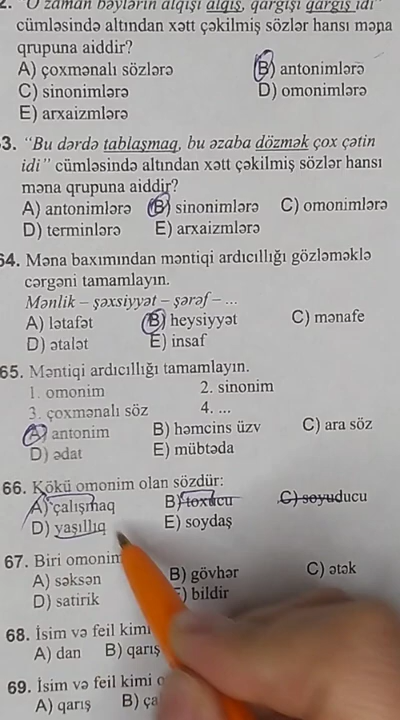 2. "O zaman bəylərin alqışı alqış, qarğışı qarğış idi"
cümləsində altından xətt çəkilmiş sözlər hansı məna
qrupuna aiddir?
A) çoxmənalı sözlərə B) antonimlərə
C) sinonimlərə D) omonimlərə
E) arxaizmlərə
3. "Bu dərdə tablaşmaq, bu əzaba dözmək çox çətin
idi" cümləsində altından xətt çəkilmiş sözlər hansı
məna qrupuna aiddir?
A) antonimlərə B) sinonimlərə C) omonimlərə
D) terminlərə E) arxaizmlərə
64. Məna baxımından məntiqi ardıcıllığı gözləməklə
cərgəni tamamlayın.
Mənlik – şəxsiyyət – şərəf – ...
A) lətafət B) heysiyyət C) mənafe
D) ətalət E) insaf
65. Məntiqi ardıcıllığı tamamlayın.
1. omonim 2. sinonim
3. çoxmənalı söz 4. ...
A) antonim B) həmcins üzv C) ara söz
D) ədat E) mübtəda
66. Kökü omonim olan sözdür:
A) çalışmaq B) toxucu C) soyuducu
D) yaşıllıq E) soydaş
67. Biri omonim
A) səksən B) gövhər C) ətək
D) satirik E) bildir
68. İsim və feil kimi
A) dan B) qarış
69. İsim və feil kimi
A) qarış B)